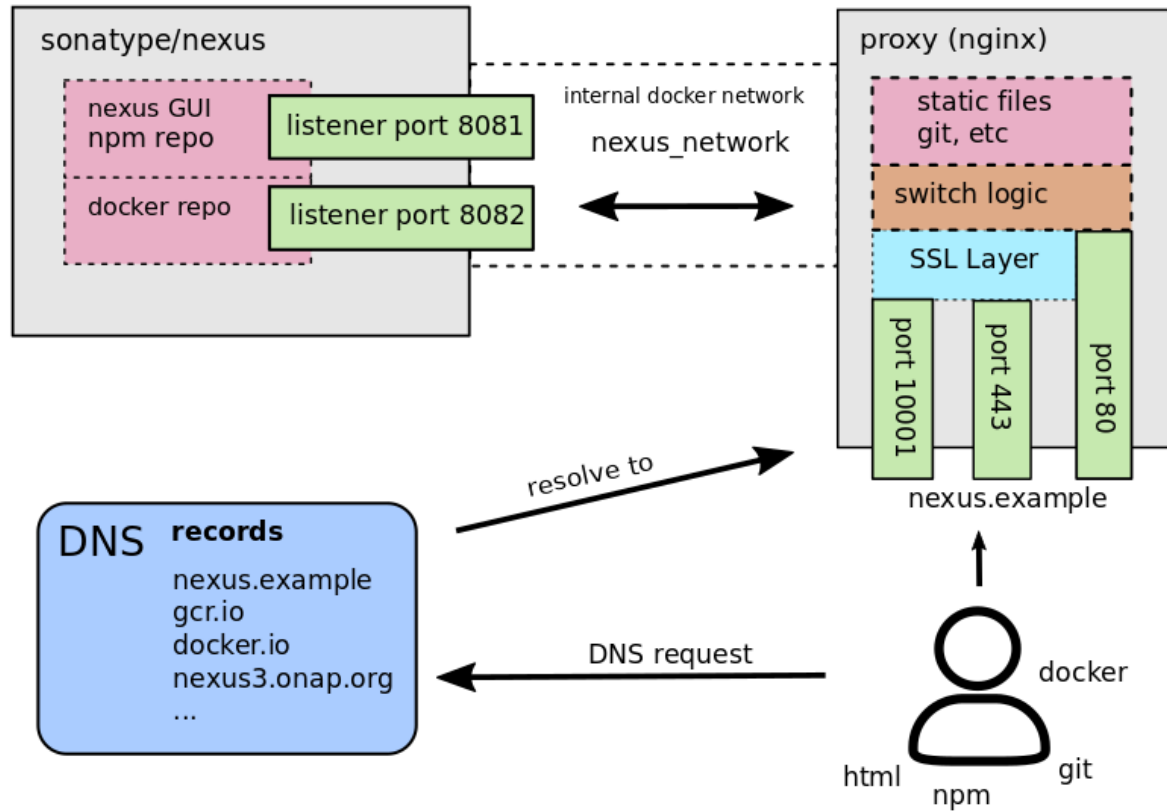 sonatype/nexus
nexus GUI
npm repo
listener port 8081
docker repo
listener port 8082
internal docker network
nexus_network
proxy (nginx)
static files
git, etc
switch logic
SSL Layer
port 10001
port 443
port 80
nexus.example
resolve to
DNS
records
nexus.example
gcr.io
docker.io
nexus3.onap.org
...
DNS request
docker
html
npm
git